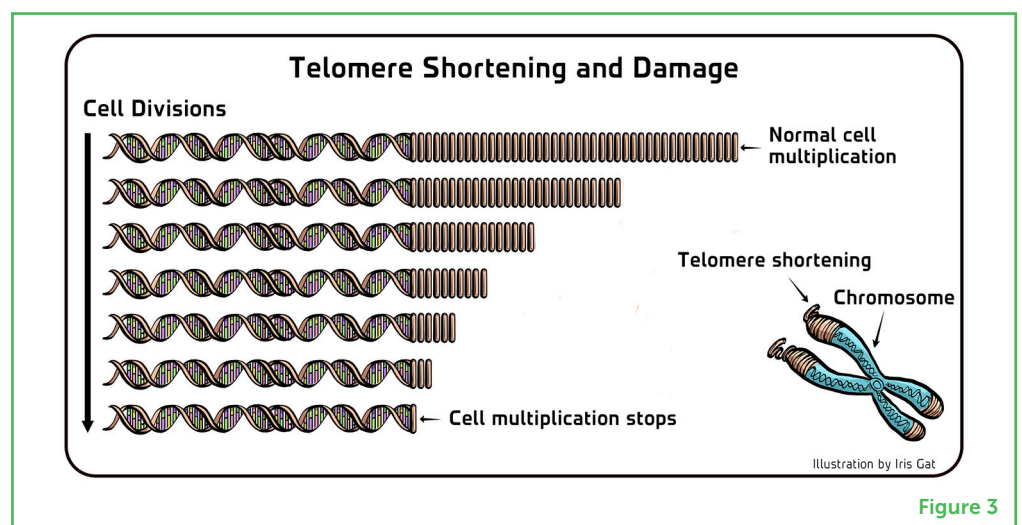 Telomere Shortening and Damage
Cell Divisions
Normal cell
multiplication
Telomere shortening
Chromosome
Cell multiplication stops
Illustration by Iris Gat
Figure 3